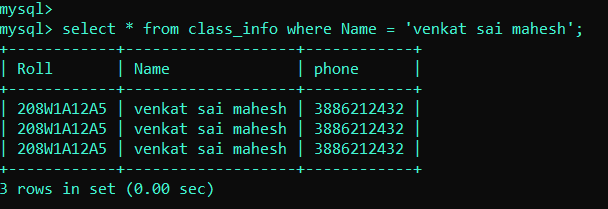 mysql>
mysql> select * from class_info where Name = 'venkat sai mahesh';
+------------+-------------------+------------+
| Roll       | Name              | phone      |
+------------+-------------------+------------+
| 208W1A12A5 | venkat sai mahesh | 3886212432 |
| 208W1A12A5 | venkat sai mahesh | 3886212432 |
| 208W1A12A5 | venkat sai mahesh | 3886212432 |
+------------+-------------------+------------+
3 rows in set (0.00 sec)